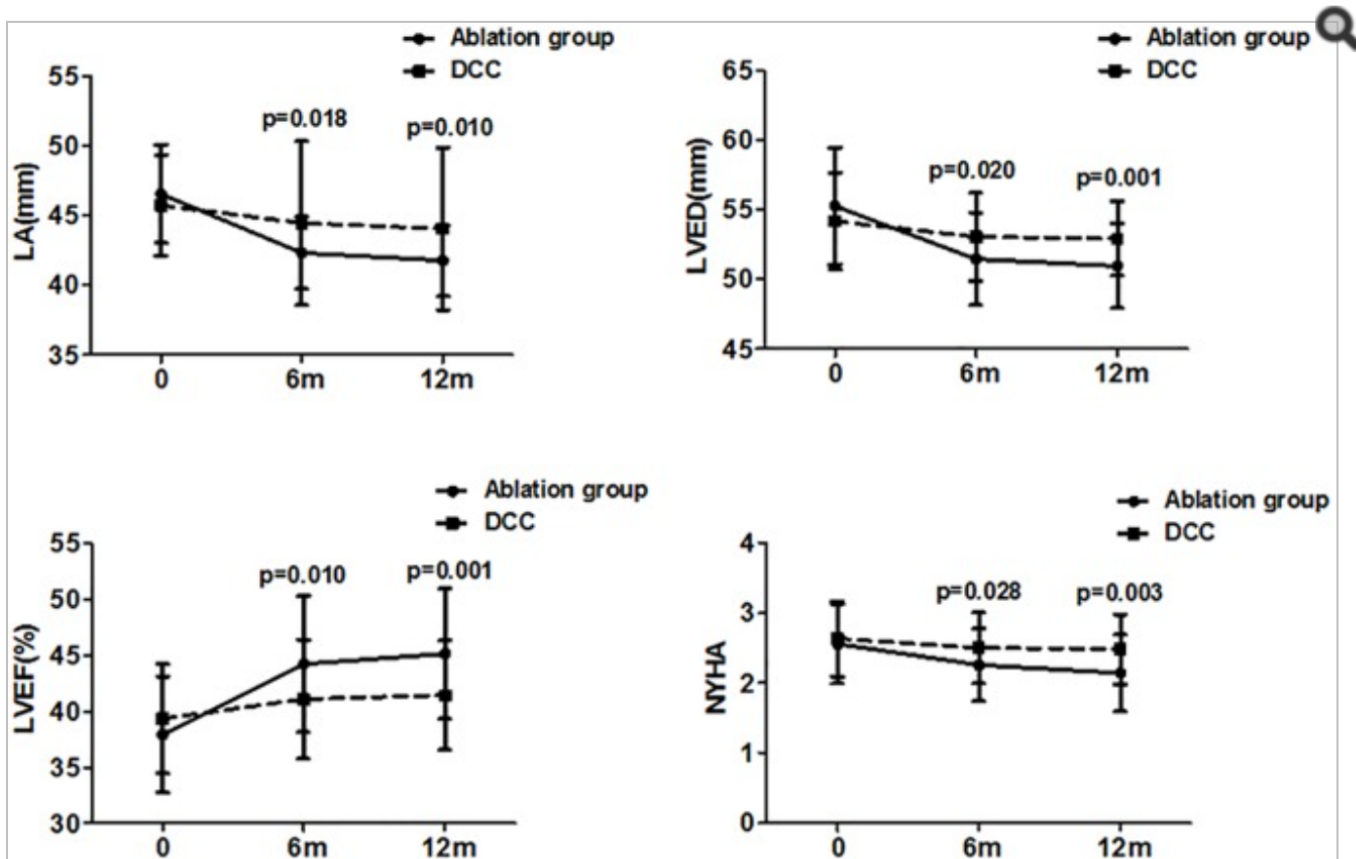 Ablation group
DCC
55
50
45
40
35
LA(mm)
p=0.018
p=0.010
0 6m 12m
Ablation group
DCC
65
60
55
50
45
LVED(mm)
p=0.020
p=0.001
0 6m 12m
Ablation group
DCC
55
50
45
40
35
30
LVEF(%)
p=0.010
p=0.001
0 6m 12m
Ablation group
DCC
4
3
2
1
0
NYHA
p=0.028
p=0.003
0 6m 12m